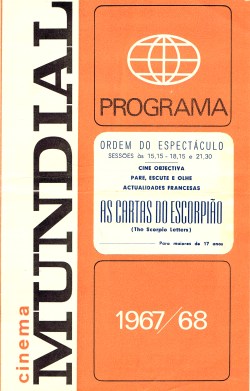 cinema
MUNDIAL
PROGRAMA
ORDEM DO ESPECTÁCULO
SESSÕES às 15,15 - 18,15 e 21,30
CINE OBJECTIVA
PARE, ESCUTE E OLHE
ACTUALIDADES FRANCESAS
AS CARTAS DO ESCORPIÃO
(The Scorpio Letters)
Para maiores de 17 anos
1967/68